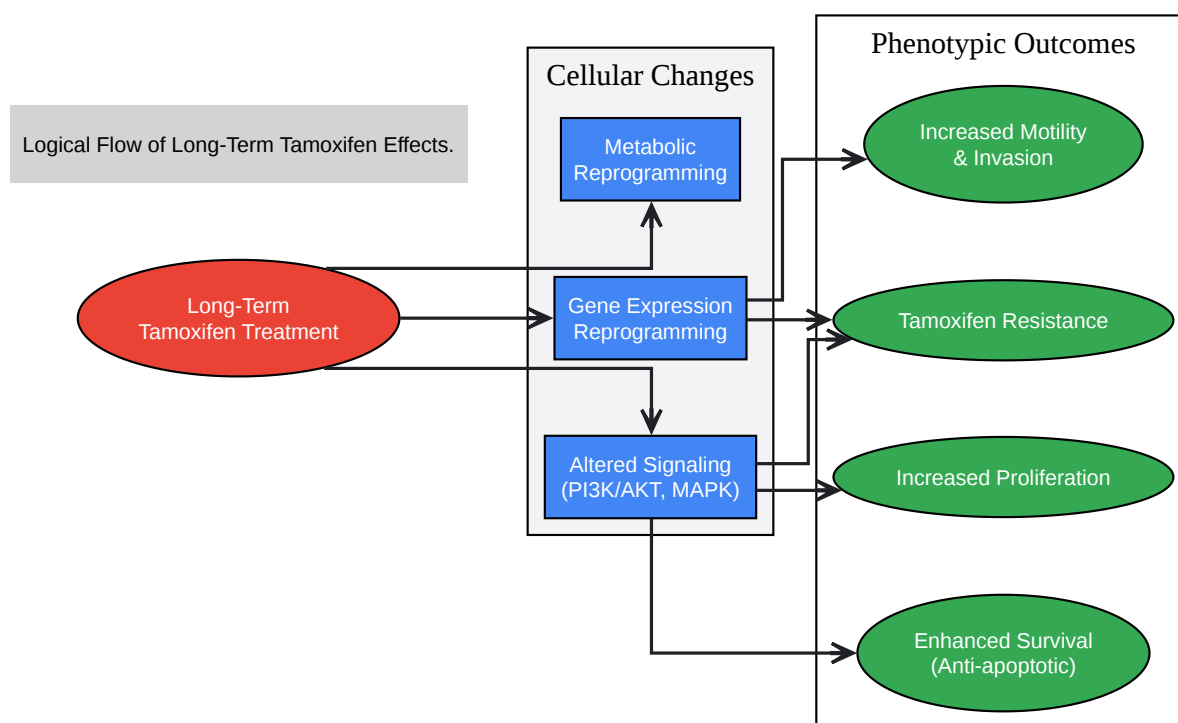 Logical Flow of Long-Term Tamoxifen Effects.
Long-Term
Tamoxifen Treatment
Cellular Changes
Metabolic
Reprogramming
Gene Expression
Reprogramming
Altered Signaling
(PI3K/AKT, MAPK)
Phenotypic Outcomes
Increased Motility
& Invasion
Tamoxifen Resistance
Increased Proliferation
Enhanced Survival
(Anti-apoptotic)